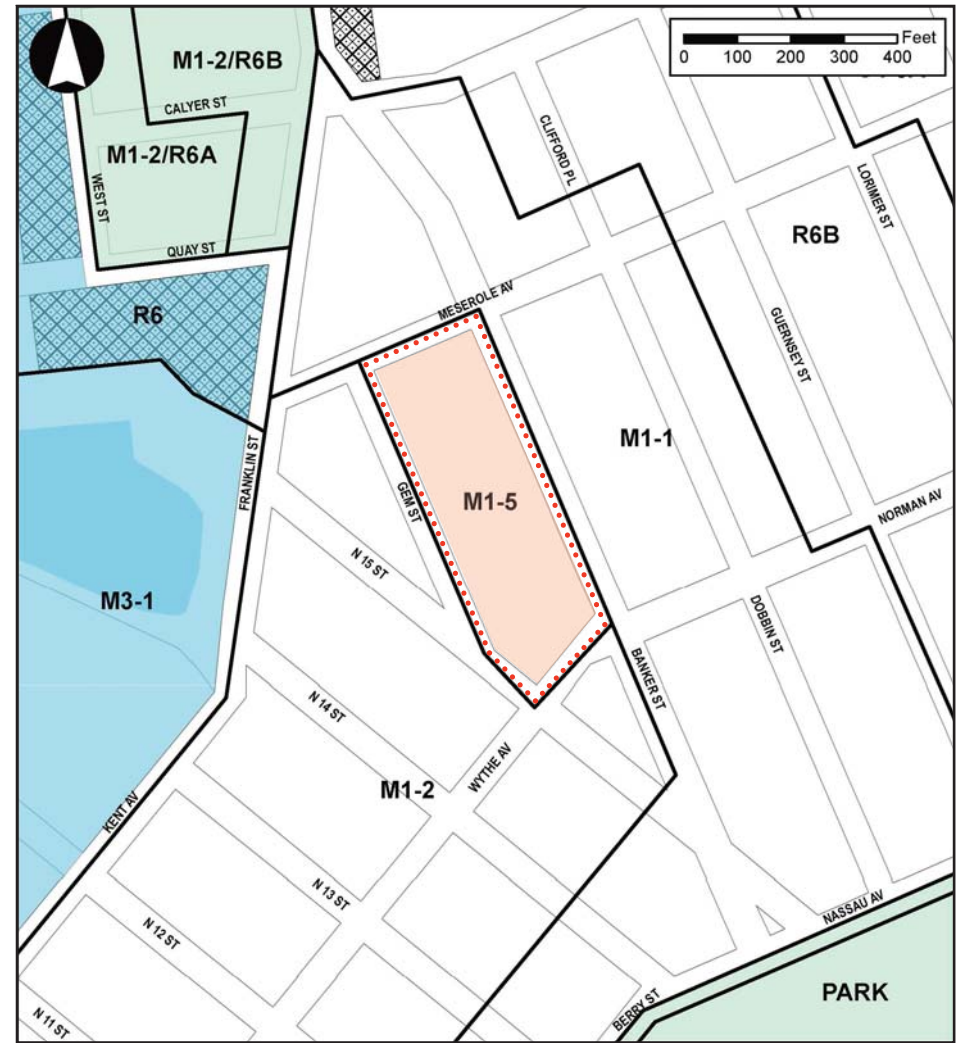 M1-2/R6B
Feet
0 100 200 300 400
CALYER ST
CLIFFORD PL
M1-2/R6A
WEST ST
LORIMER ST
QUAY ST
R6B
MESEROLE AV
R6
GUERNSEY ST
M1-1
FRANKLIN ST
GEM ST
M1-5
NORMAN AV
N 15 ST
M3-1
DOBBIN ST
BANKER ST
N 14 ST
WYTHE AV
M1-2
KENT AV
N 13 ST
NASSAU AV
N 12 ST
PARK
BERRY ST
N 11 ST